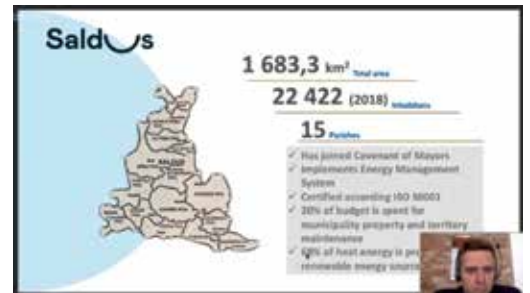 Saldus
1 683,3 km² Total area
22 422 (2018) Inhabitants
15 Parishes
✓ Has joined Covenant of Mayors
✓ Implements Energy Management
System
✓ Certified according ISO 50001
✓ 20% of budget is spent for
municipality property and territory
maintenance
of heat energy is
renewable energy